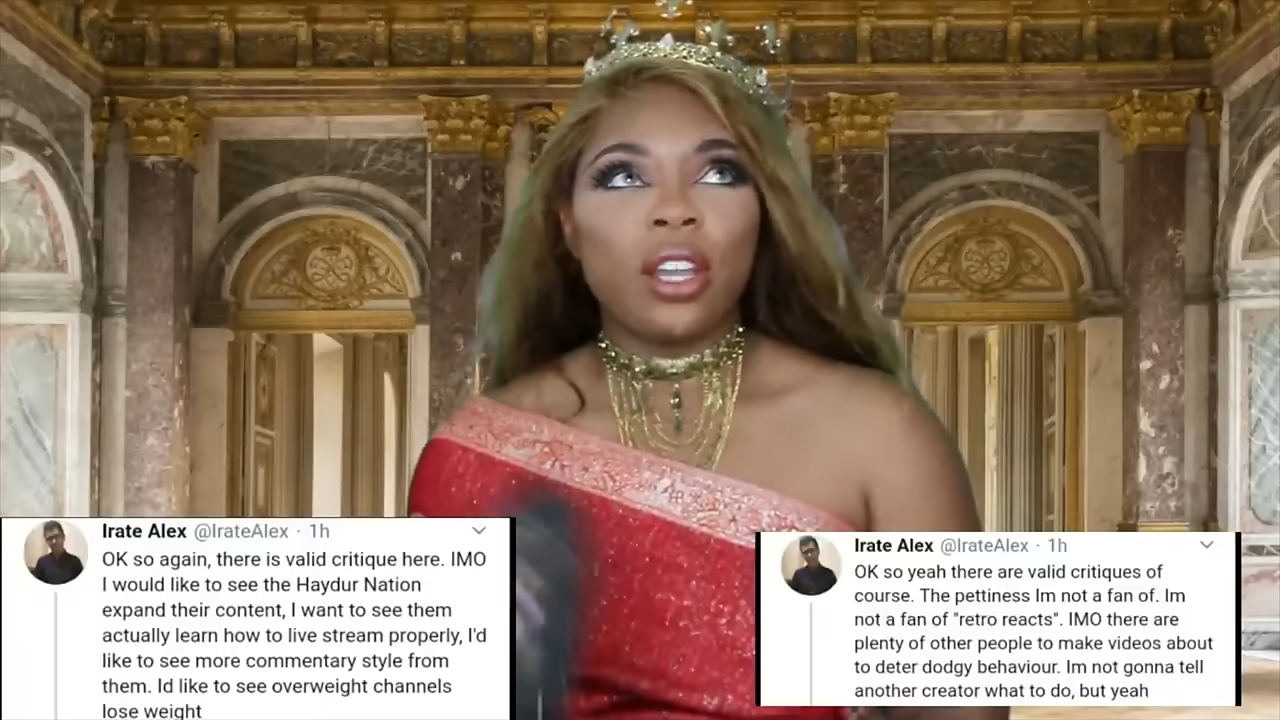 Irate Alex @IrateAlex · 1h
OK so again, there is valid critique here. IMO
I would like to see the Haydur Nation
expand their content, I want to see them
actually learn how to live stream properly, I'd
like to see more commentary style from
them. Id like to see overweight channels
lose weight
Irate Alex @IrateAlex · 1h
OK so yeah there are valid critiques of
course. The pettiness Im not a fan of. Im
not a fan of "retro reacts". IMO there are
plenty of other people to make videos about
to deter dodgy behaviour. Im not gonna tell
another creator what to do, but yeah